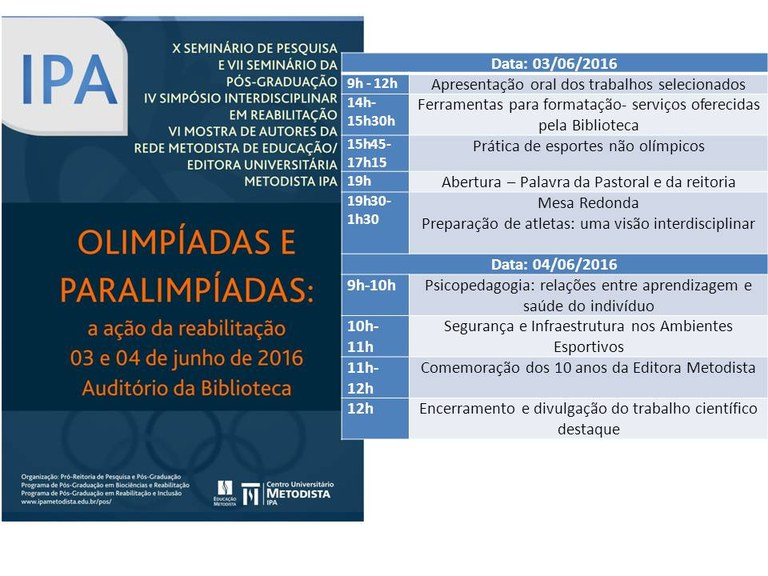 IPA
X SEMINÁRIO DE PESQUISA
E VII SEMINÁRIO DA
PÓS-GRADUAÇÃO
IV SIMPÓSIO INTERDISCIPLINAR
EM REABILITAÇÃO
VI MOSTRA DE AUTORES DA
REDE METODISTA DE EDUCAÇÃO/
EDITORA UNIVERSITÁRIA
METODISTA IPA
OLIMPÍADAS E
PARALIMPÍADAS:
a ação da reabilitação
03 e 04 de junho de 2016
Auditório da Biblioteca
Organização: Pró-Reitoria de Pesquisa e Pós-Graduação
Programa de Pós-Graduação em Biociências e Reabilitação
Programa de Pós-Graduação em Reabilitação e Inclusão
www.ipametodista.edu.br/pos/
EDUCAÇÃO
METODISTA
Centro Universitário
METODISTA
IPA
Data: 03/06/2016
9h - 12h Apresentação oral dos trabalhos selecionados
14h- Ferramentas para formatação- serviços oferecidas
15h30h pela Biblioteca
15h45- Prática de esportes não olímpicos
17h15
19h Abertura – Palavra da Pastoral e da reitoria
19h30- Mesa Redonda
1h30 Preparação de atletas: uma visão interdisciplinar
Data: 04/06/2016
9h-10h Psicopedagogia: relações entre aprendizagem e
saúde do indivíduo
10h- Segurança e Infraestrutura nos Ambientes
11h Esportivos
11h- Comemoração dos 10 anos da Editora Metodista
12h
12h Encerramento e divulgação do trabalho científico
destaque